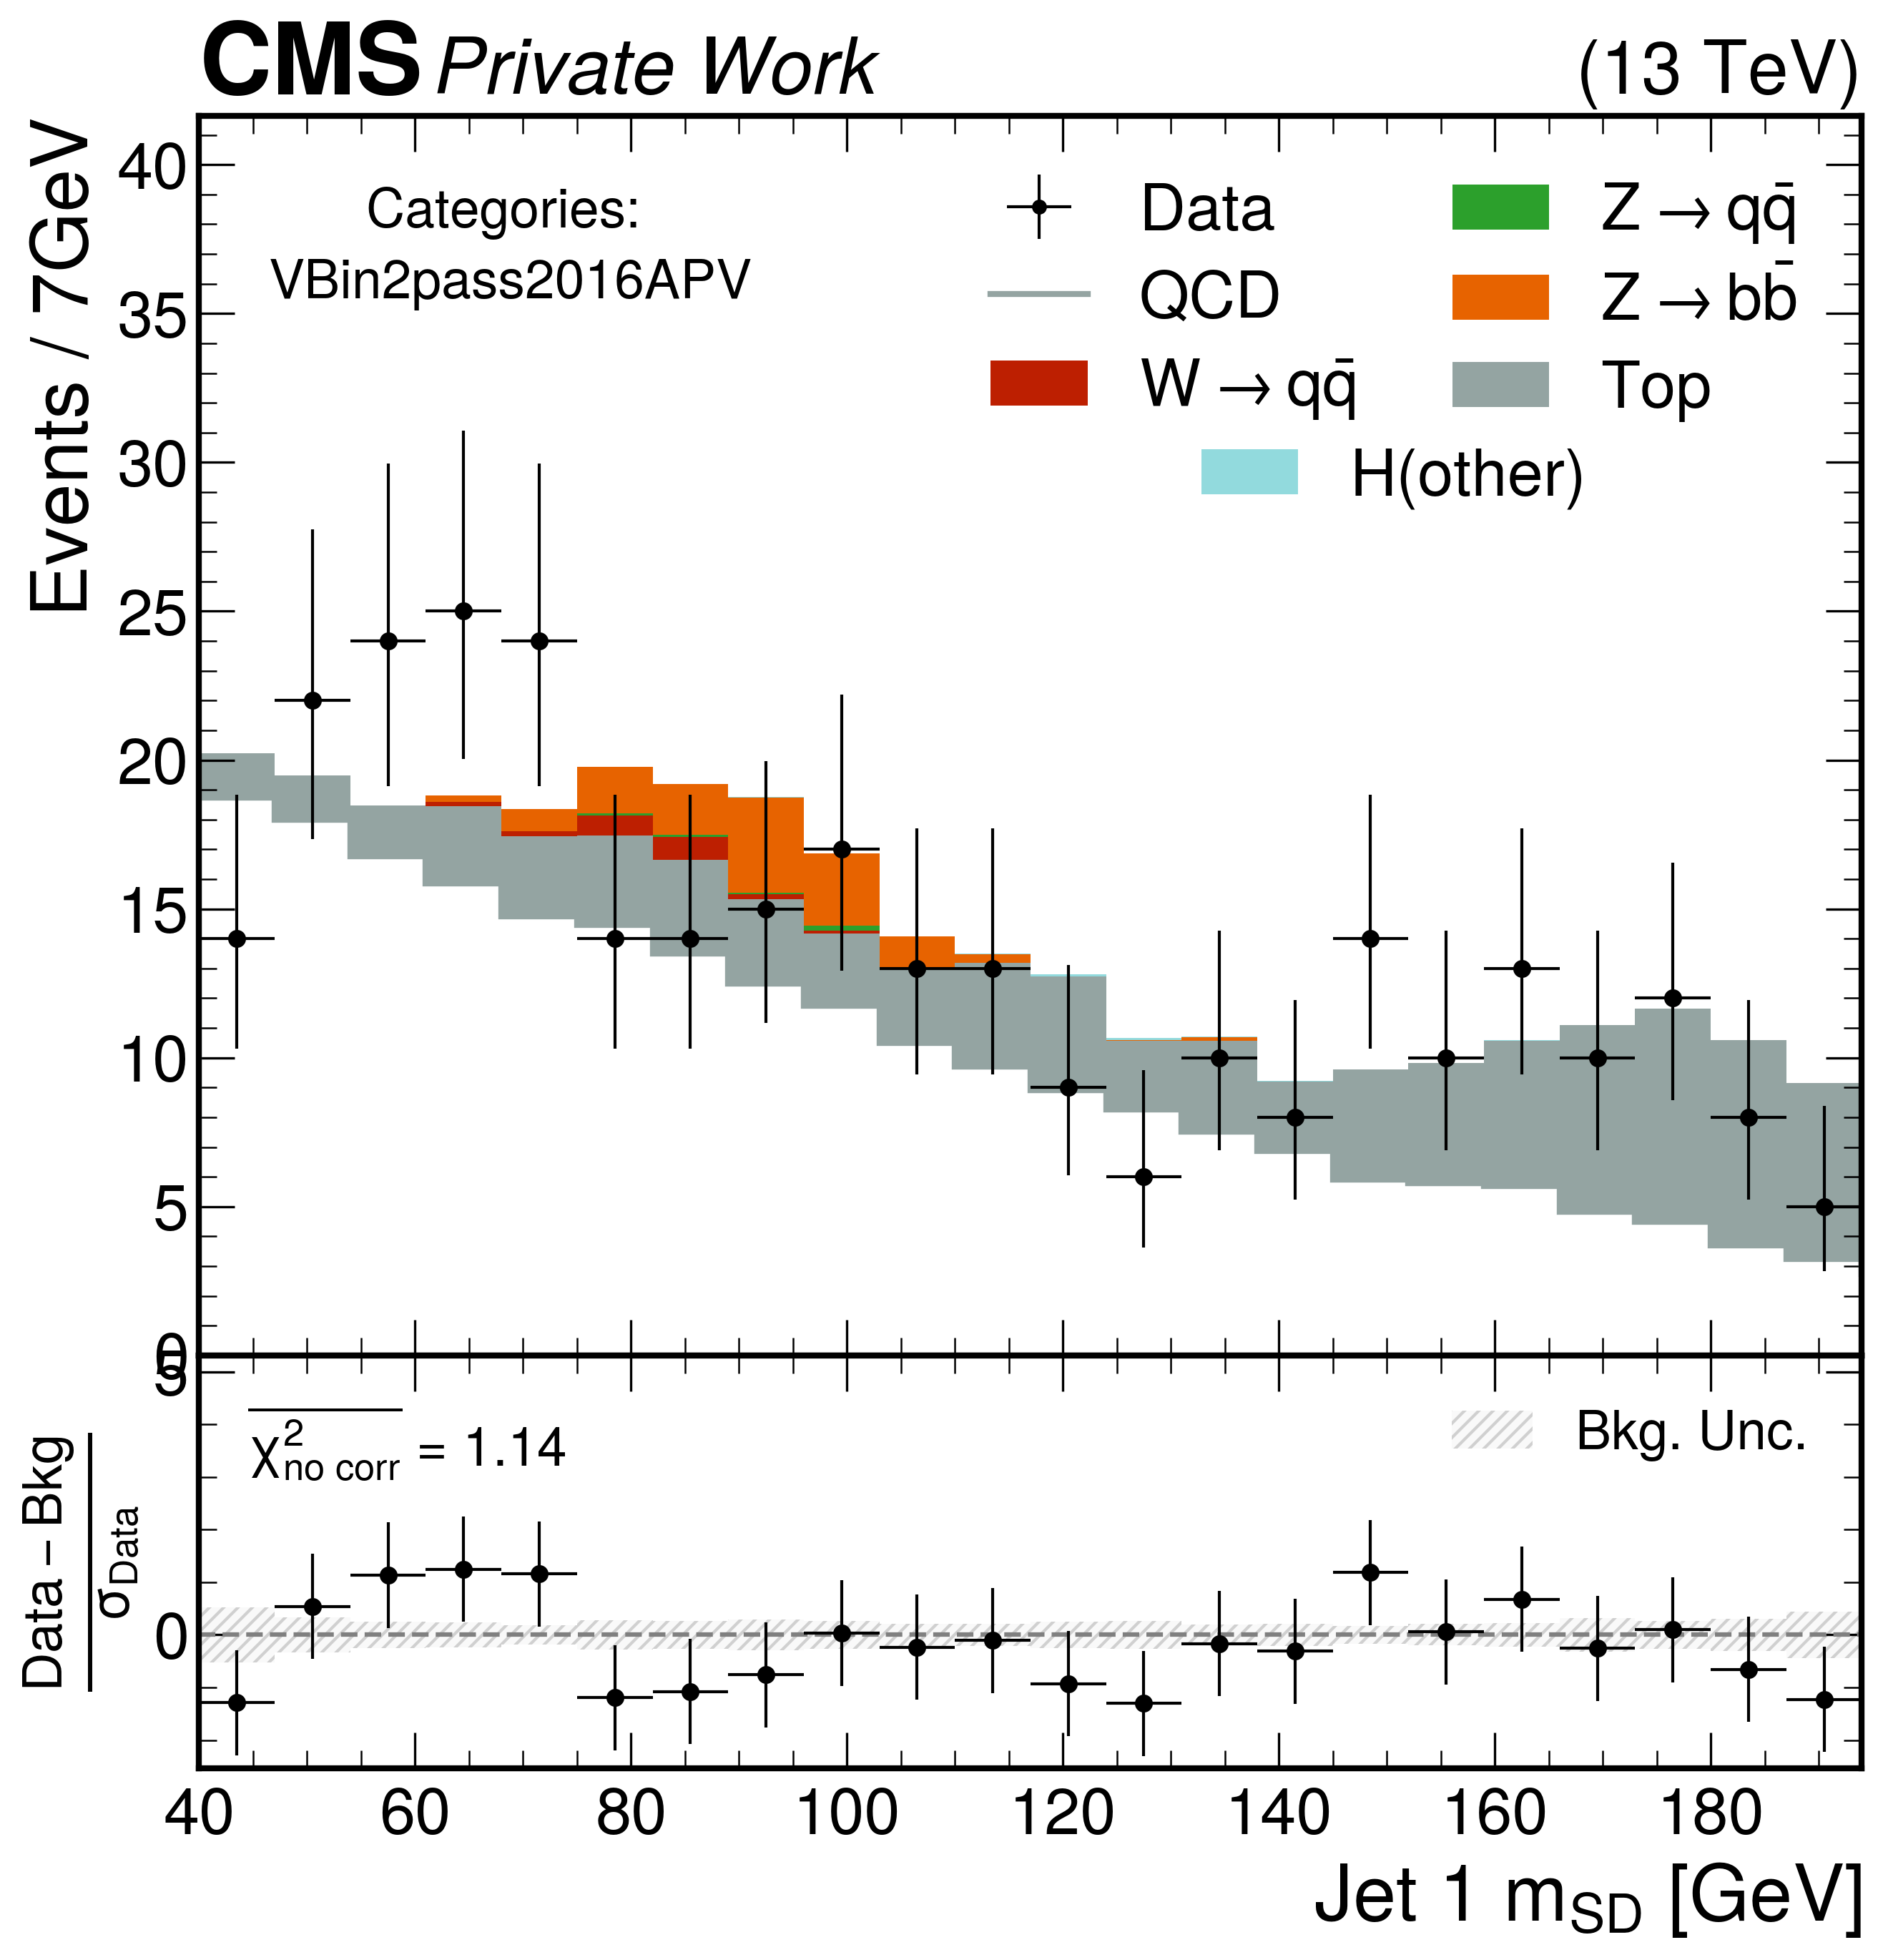 CMS Private Work (13 TeV)
Events / 7GeV
40
35
30
25
20
15
10
5
0
Categories:
VBin2pass2016APV
Data
QCD
W → qq̄
Z → qq̄
Z → bb̄
Top
H(other)
Data − Bkg
σData
5
0
χ²no corr = 1.14
Bkg. Unc.
40 60 80 100 120 140 160 180
Jet 1 mSD [GeV]